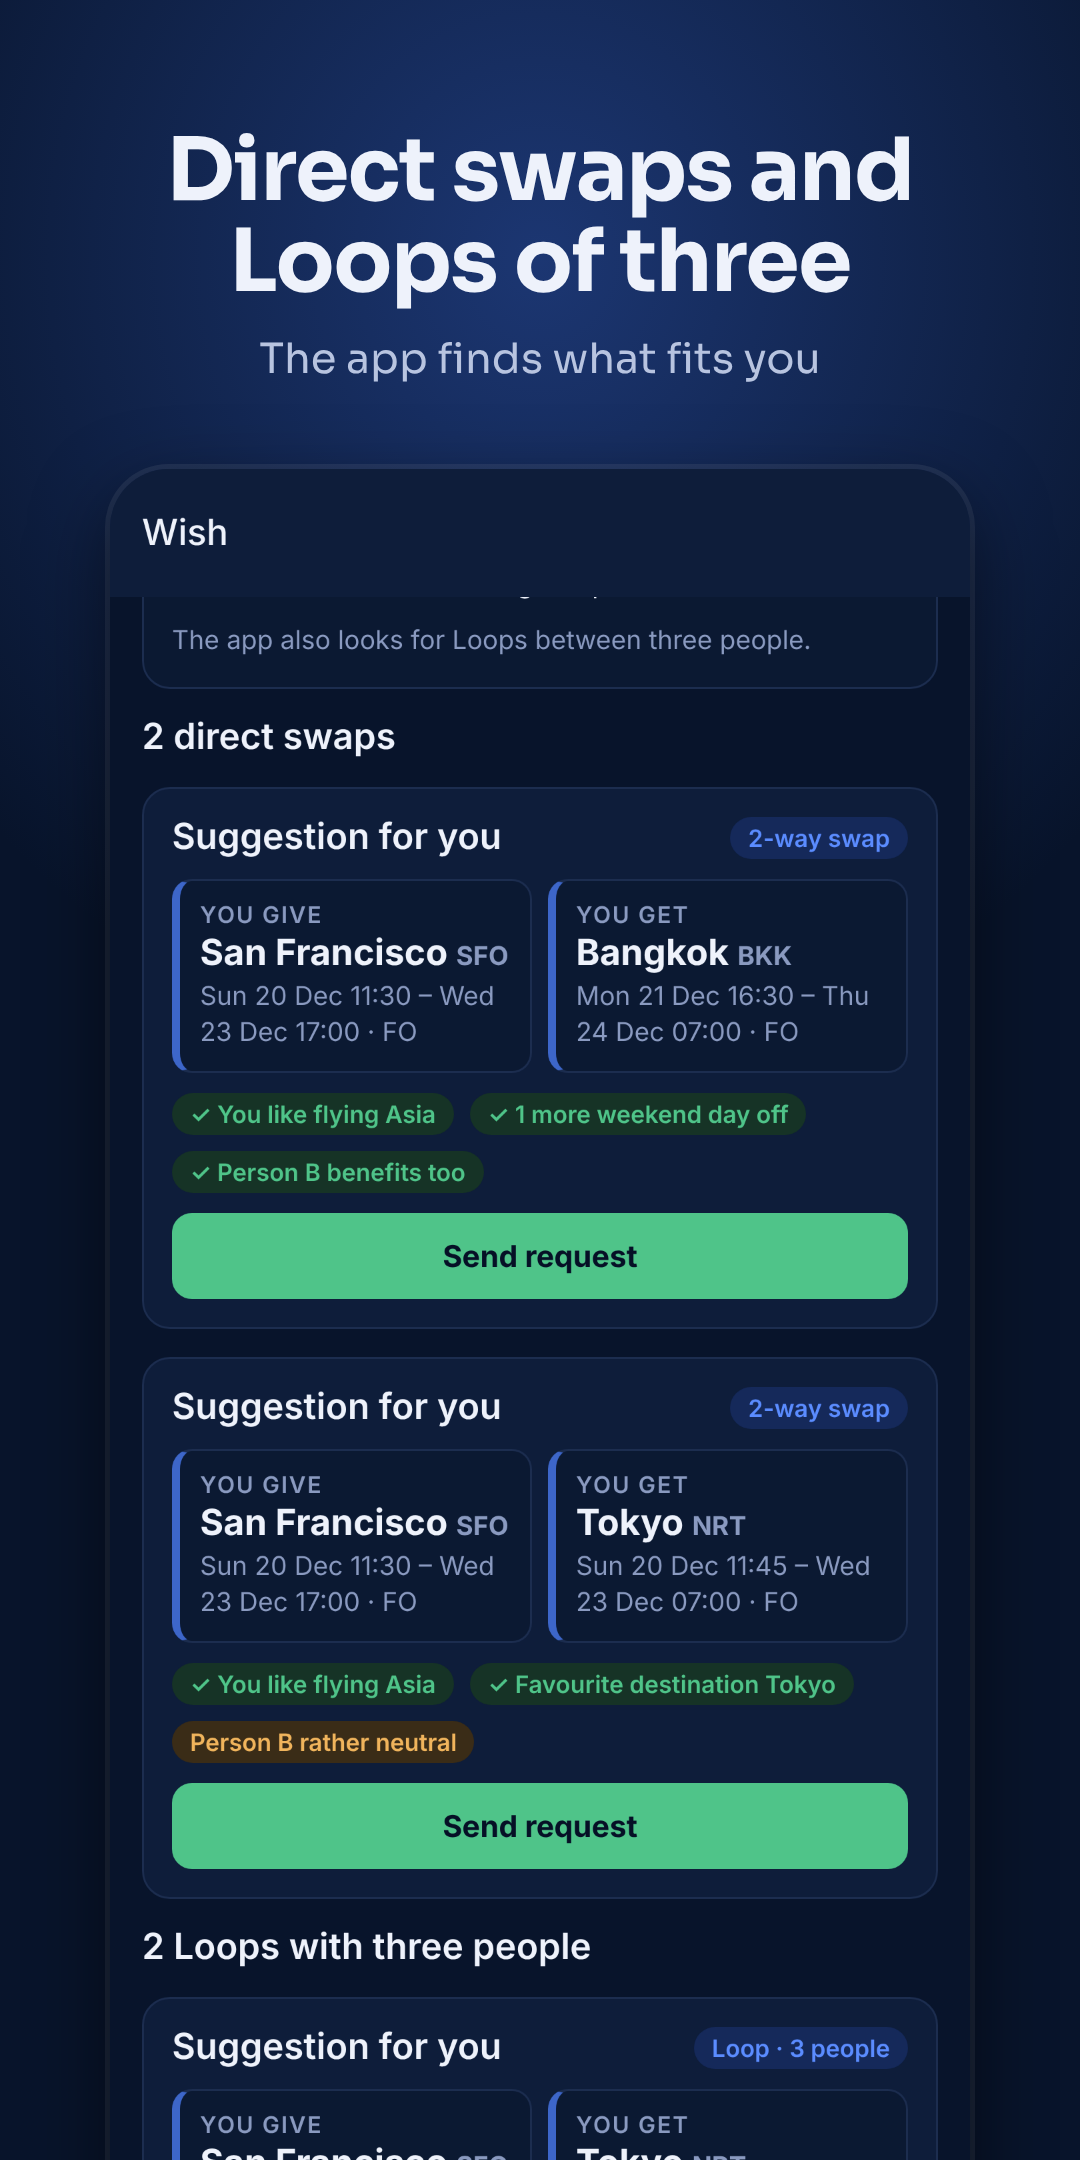 Direct swaps and
Loops of three
The app finds what fits you
Wish
The app also looks for Loops between three people.
2 direct swaps
Suggestion for you
2-way swap
YOU GIVE
San Francisco SFO
Sun 20 Dec 11:30 – Wed
23 Dec 17:00 · FO
YOU GET
Bangkok BKK
Mon 21 Dec 16:30 – Thu
24 Dec 07:00 · FO
✓ You like flying Asia
✓ 1 more weekend day off
✓ Person B benefits too
Send request
Suggestion for you
2-way swap
YOU GIVE
San Francisco SFO
Sun 20 Dec 11:30 – Wed
23 Dec 17:00 · FO
YOU GET
Tokyo NRT
Sun 20 Dec 11:45 – Wed
23 Dec 07:00 · FO
✓ You like flying Asia
✓ Favourite destination Tokyo
Person B rather neutral
Send request
2 Loops with three people
Suggestion for you
Loop · 3 people
YOU GIVE
San Francisco SFO
YOU GET
Tokyo NRT